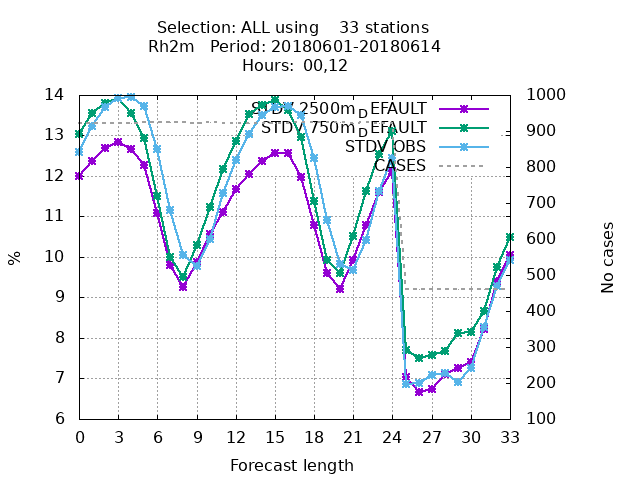 Selection: ALL using 33 stations
Rh2m Period: 20180601-20180614
Hours: 00,12
14
13
12
11
10
9
8
7
6
%
STDV 2500m_DEFAULT
STDV 750m_DEFAULT
STDV OBS
CASES
1000
900
800
700
600
500
400
300
200
100
No cases
0 3 6 9 12 15 18 21 24 27 30 33
Forecast length